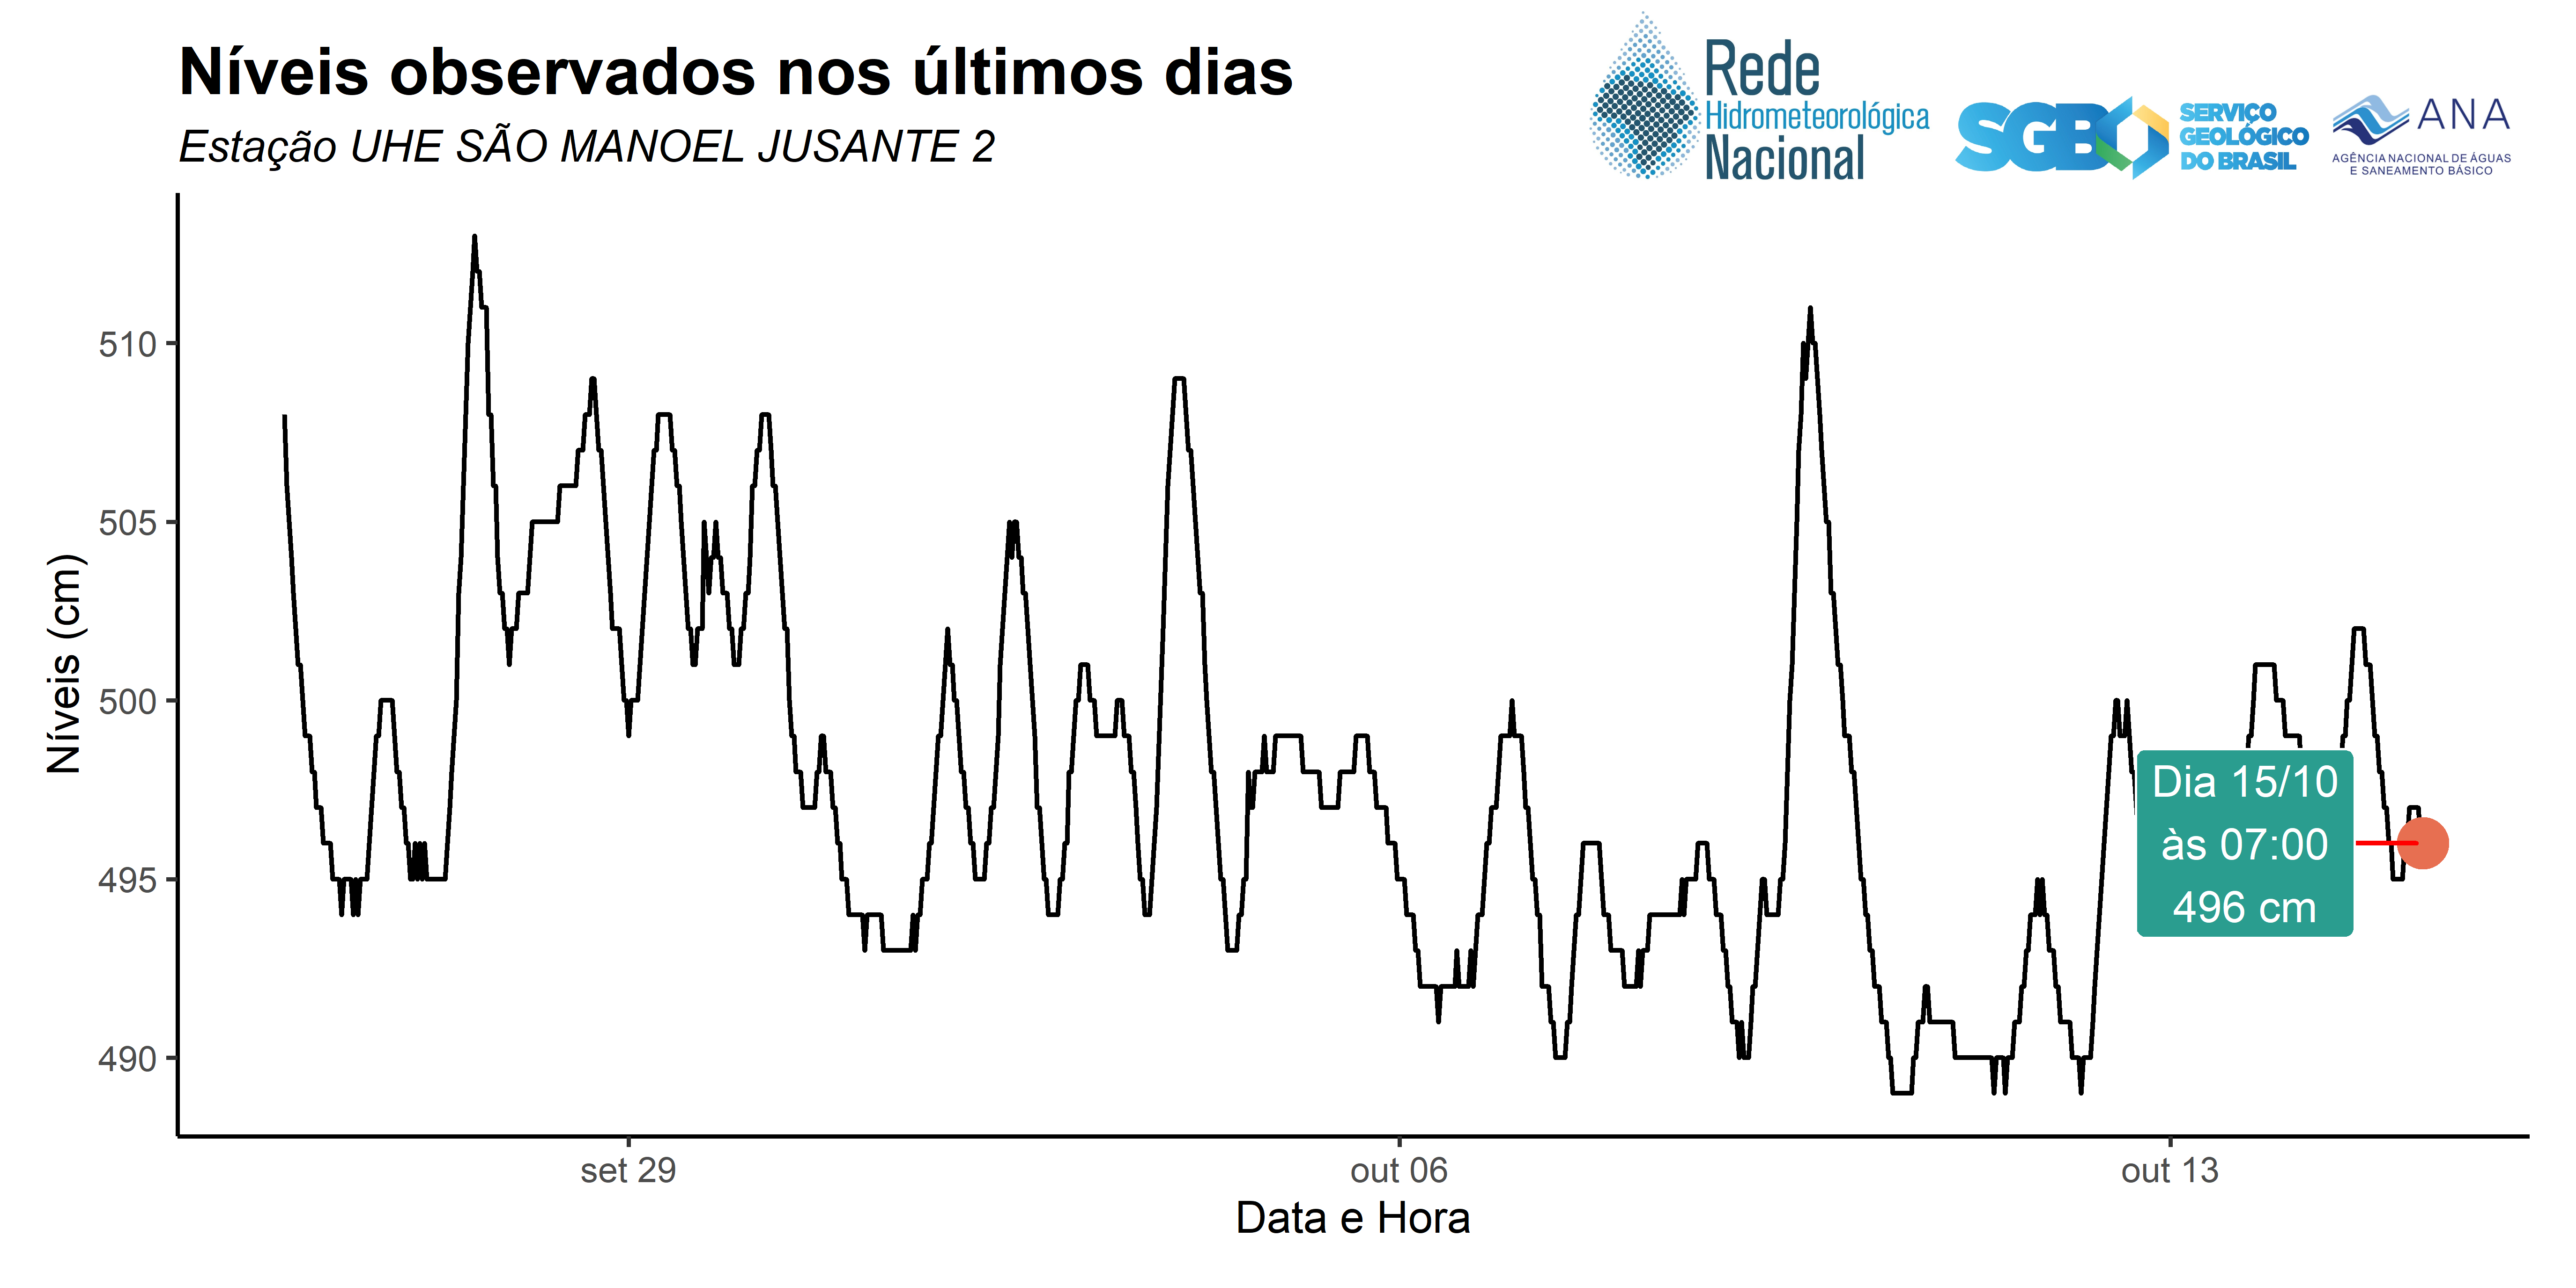 Níveis observados nos últimos dias
Estação UHE SÃO MANOEL JUSANTE 2
Rede
Hidrometeorológica
Nacional
SGB
SERVIÇO
GEOLÓGICO
DO BRASIL
ANA
AGÊNCIA NACIONAL DE ÁGUAS
E SANEAMENTO BÁSICO
Níveis (cm)
510
505
500
495
490
Dia 15/10
às 07:00
496 cm
set 29
out 06
out 13
Data e Hora